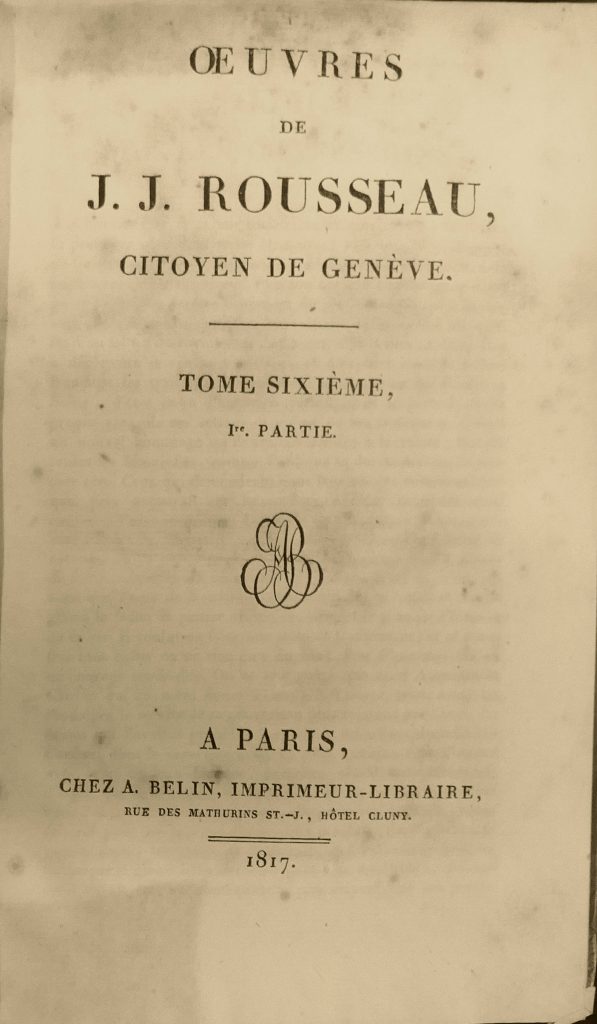 ŒUVRES
DE
J. J. ROUSSEAU,
CITOYEN DE GENÈVE.
TOME SIXIÈME,
Iʳᵉ. PARTIE.
AB
A PARIS,
CHEZ A. BELIN, IMPRIMEUR-LIBRAIRE,
RUE DES MATHURINS ST.-J., HÔTEL CLUNY.
1817.